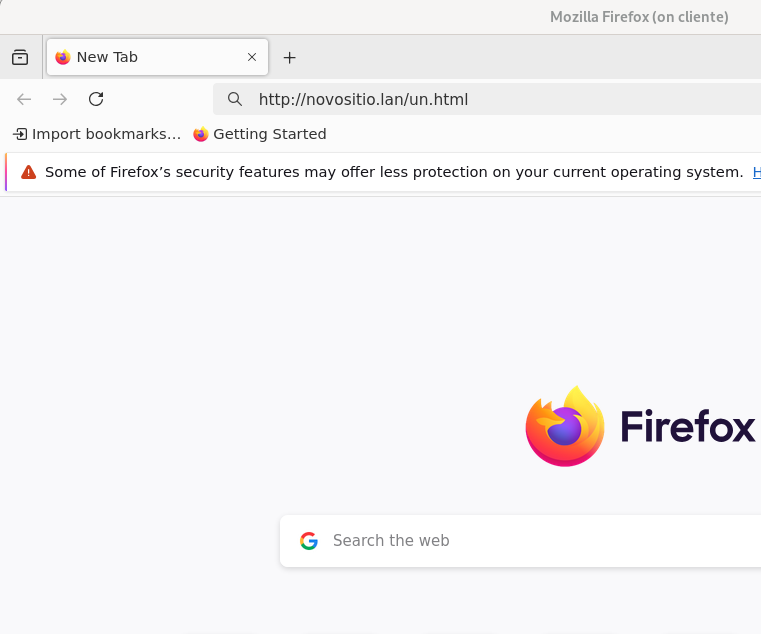 Mozilla Firefox (on cliente)
New Tab
http://novositio.lan/un.html
Import bookmarks… Getting Started
Some of Firefox’s security features may offer less protection on your current operating system. H
Firefox
Search the web